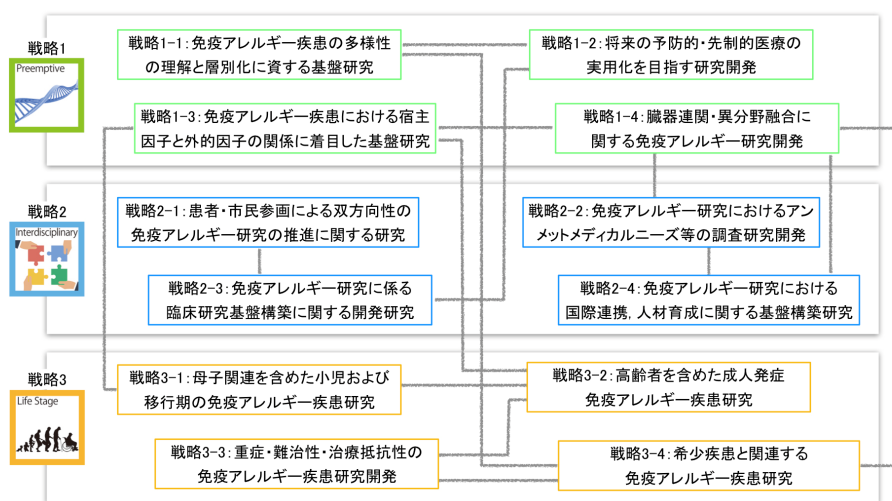 戦略1
Preemptive
戦略1-1：免疫アレルギー疾患の多様性
の理解と層別化に資する基盤研究
戦略1-2：将来の予防的・先制的医療の
実用化を目指す研究開発
戦略1-3：免疫アレルギー疾患における宿主
因子と外的因子の関係に着目した基盤研究
戦略1-4：臓器連関・異分野融合に
関する免疫アレルギー研究開発
戦略2
Interdisciplinary
戦略2-1：患者・市民参画による双方向性の
免疫アレルギー研究の推進に関する研究
戦略2-2：免疫アレルギー研究におけるアン
メットメディカルニーズ等の調査研究開発
戦略2-3：免疫アレルギー研究に係る
臨床研究基盤構築に関する開発研究
戦略2-4：免疫アレルギー研究における
国際連携，人材育成に関する基盤構築研究
戦略3
Life Stage
戦略3-1：母子関連を含めた小児および
移行期の免疫アレルギー疾患研究
戦略3-2：高齢者を含めた成人発症
免疫アレルギー疾患研究
戦略3-3：重症・難治性・治療抵抗性の
免疫アレルギー疾患研究開発
戦略3-4：希少疾患と関連する
免疫アレルギー疾患研究